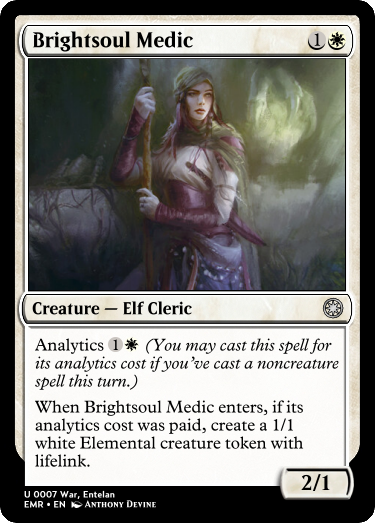 Brightsoul Medic 1
Creature — Elf Cleric
Analytics 1 (You may cast this spell for
its analytics cost if you've cast a noncreature
spell this turn.)
When Brightsoul Medic enters, if its
analytics cost was paid, create a 1/1
white Elemental creature token with
lifelink.
2/1
U 0007 War, Entelan
EMR • EN Anthony Devine